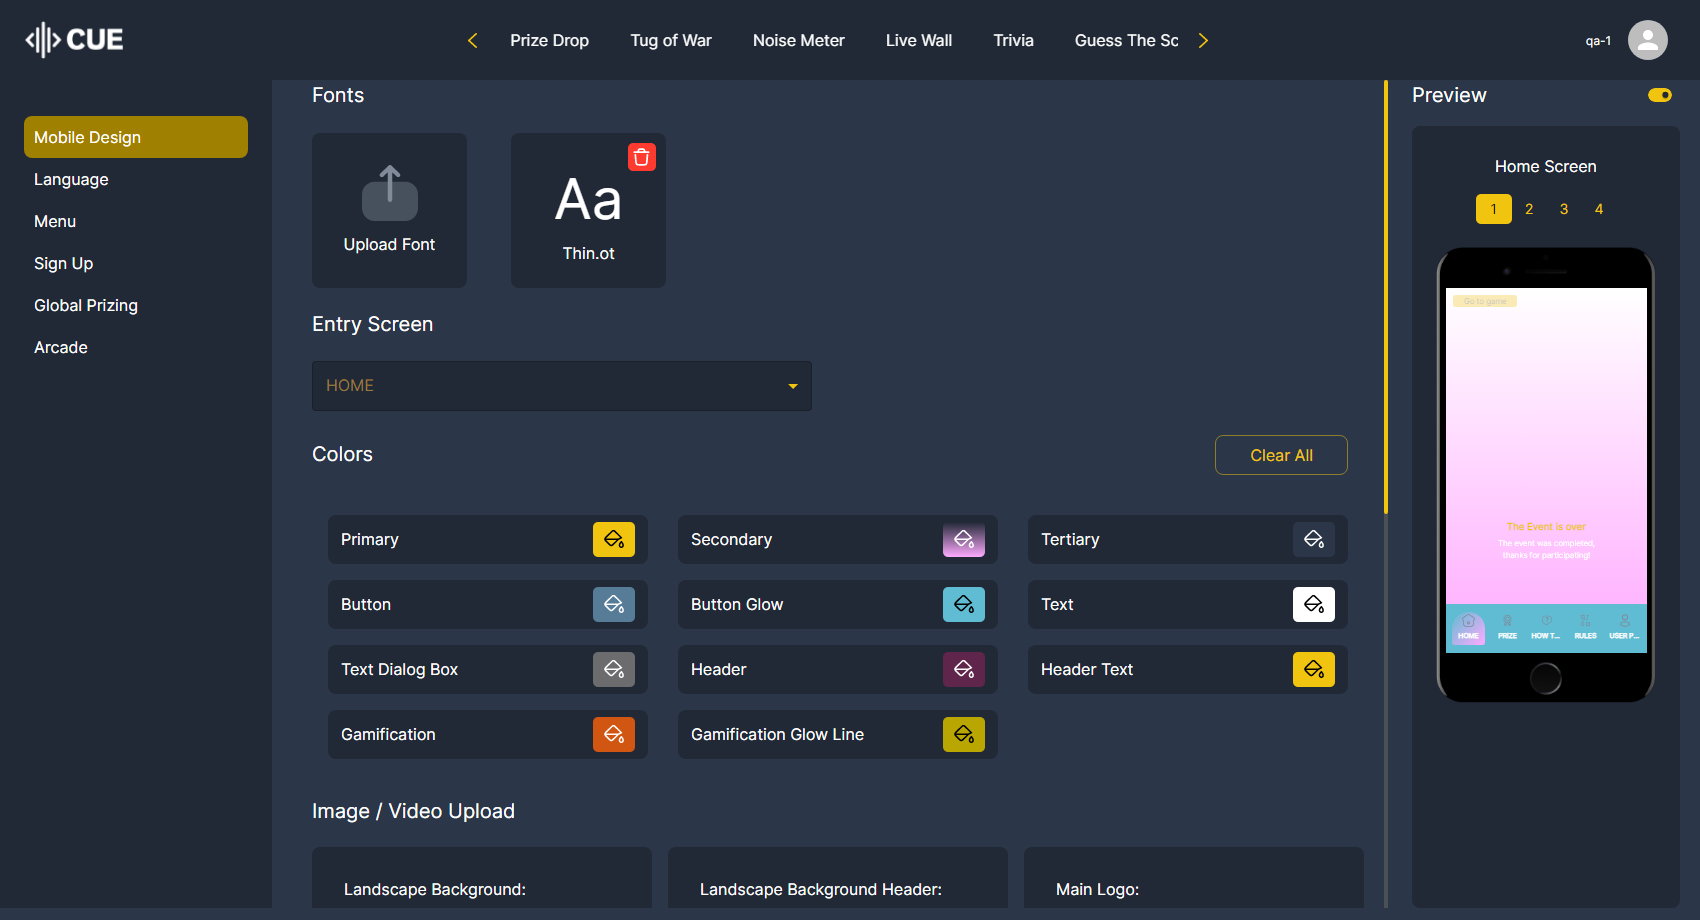 CUE
Prize Drop
Tug of War
Noise Meter
Live Wall
Trivia
Guess The Sc
qa-1
Mobile Design
Language
Menu
Sign Up
Global Prizing
Arcade
Fonts
Upload Font
Aa
Thin.ot
Entry Screen
HOME
Colors
Clear All
Primary
Secondary
Tertiary
Button
Button Glow
Text
Text Dialog Box
Header
Header Text
Gamification
Gamification Glow Line
Image / Video Upload
Landscape Background:
Landscape Background Header:
Main Logo:
Preview
Home Screen
1 2 3 4
Go to game
The Event is over
The event was completed,
thanks for participating!
HOME
PRIZE
HOW T...
RULES
USER P...